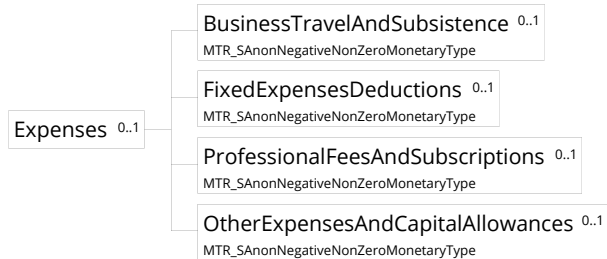 BusinessTravelAndSubsistence 0..1
MTR_SAnonNegativeNonZeroMonetaryType
FixedExpensesDeductions 0..1
MTR_SAnonNegativeNonZeroMonetaryType
Expenses 0..1
ProfessionalFeesAndSubscriptions 0..1
MTR_SAnonNegativeNonZeroMonetaryType
OtherExpensesAndCapitalAllowances 0..1
MTR_SAnonNegativeNonZeroMonetaryType